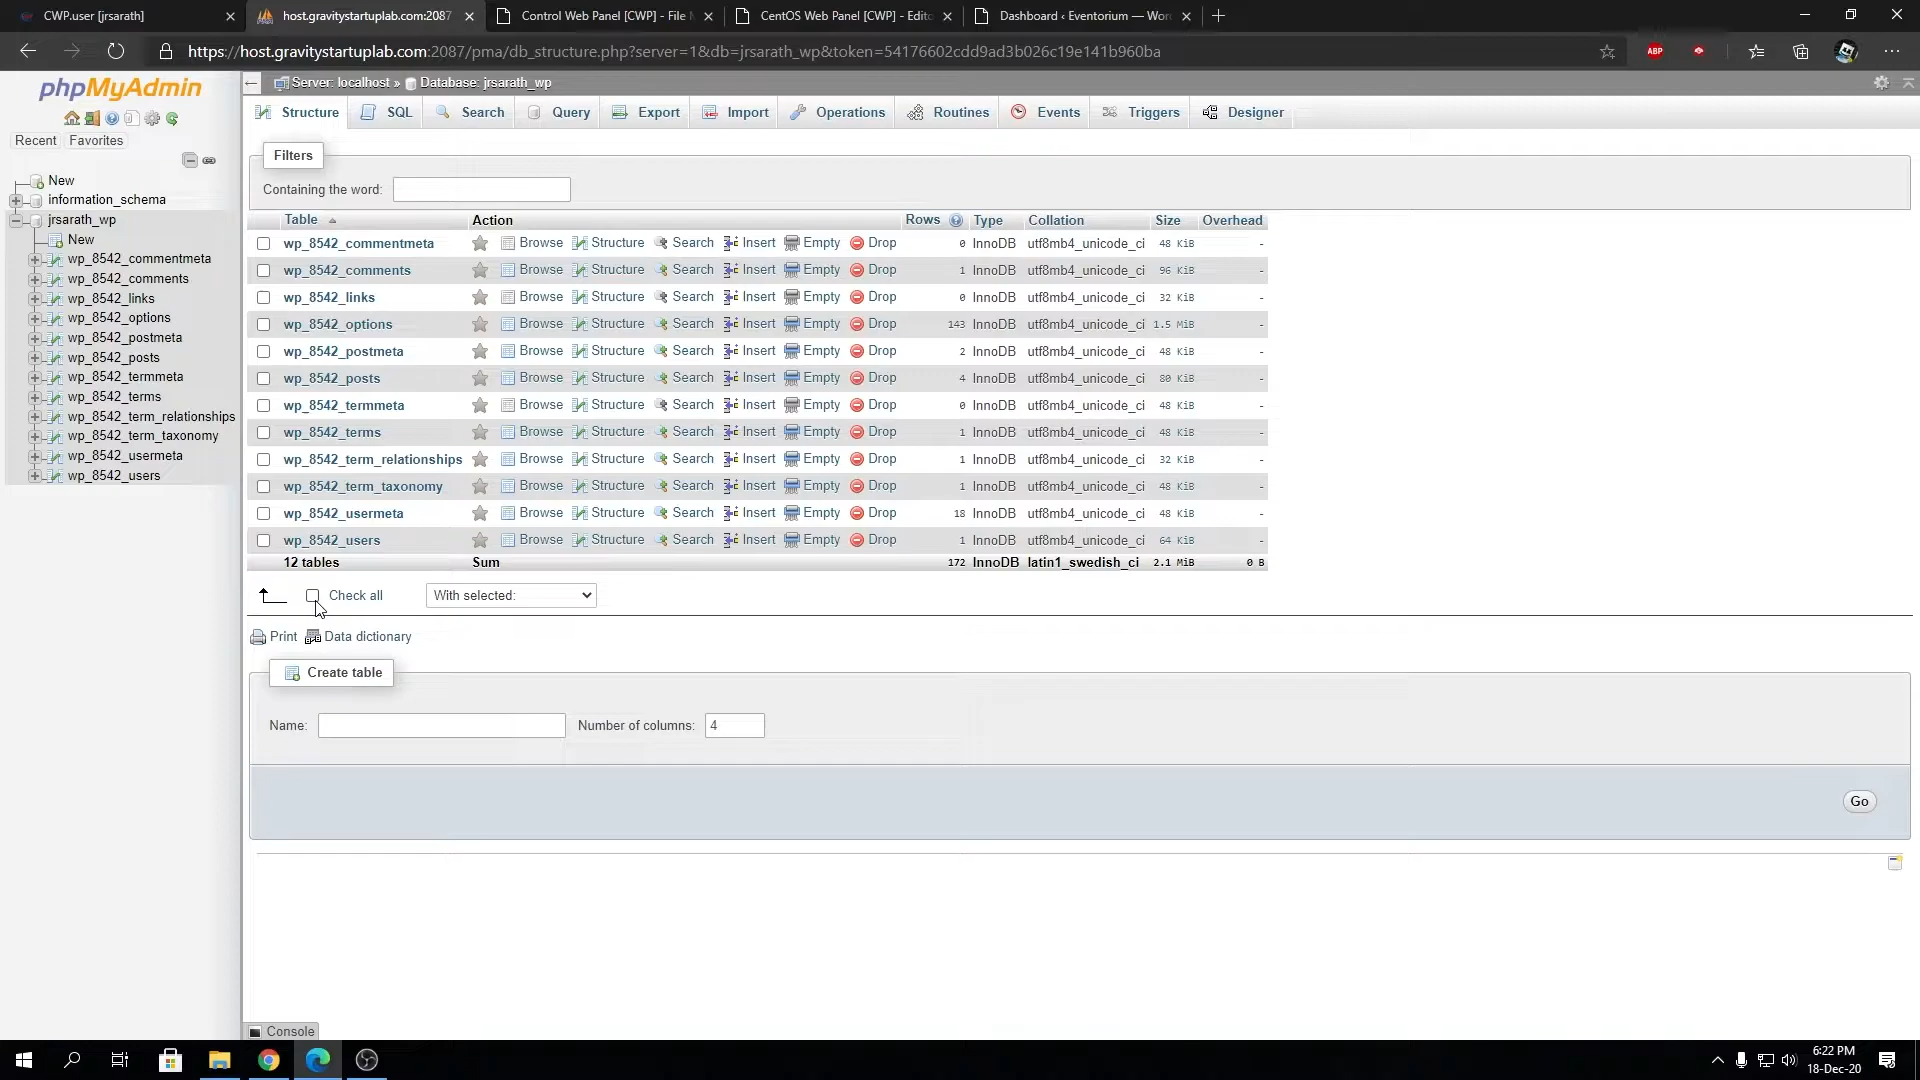 CWP.user [jrsarath]
host.gravitystartuplab.com:2087
Control Web Panel [CWP] - File
CentOS Web Panel [CWP] - Edito
Dashboard ‹ Eventorium — Wor
https://host.gravitystartuplab.com:2087/pma/db_structure.php?server=1&db=jrsarath_wp&token=54176602cdd9ad3b026c19e141b960ba
ABP
phpMyAdmin
Recent Favorites
New
information_schema
jrsarath_wp
New
wp_8542_commentmeta
wp_8542_comments
wp_8542_links
wp_8542_options
wp_8542_postmeta
wp_8542_posts
wp_8542_termmeta
wp_8542_terms
wp_8542_term_relationships
wp_8542_term_taxonomy
wp_8542_usermeta
wp_8542_users
Server: localhost » Database: jrsarath_wp
Structure SQL Search Query Export Import Operations Routines Events Triggers Designer
Filters
Containing the word:
Table Action Rows Type Collation Size Overhead
wp_8542_commentmeta Browse Structure Search Insert Empty Drop 0 InnoDB utf8mb4_unicode_ci 48 KiB -
wp_8542_comments Browse Structure Search Insert Empty Drop 1 InnoDB utf8mb4_unicode_ci 96 KiB -
wp_8542_links Browse Structure Search Insert Empty Drop 0 InnoDB utf8mb4_unicode_ci 32 KiB -
wp_8542_options Browse Structure Search Insert Empty Drop 143 InnoDB utf8mb4_unicode_ci 1.5 MiB -
wp_8542_postmeta Browse Structure Search Insert Empty Drop 2 InnoDB utf8mb4_unicode_ci 48 KiB -
wp_8542_posts Browse Structure Search Insert Empty Drop 4 InnoDB utf8mb4_unicode_ci 80 KiB -
wp_8542_termmeta Browse Structure Search Insert Empty Drop 0 InnoDB utf8mb4_unicode_ci 48 KiB -
wp_8542_terms Browse Structure Search Insert Empty Drop 1 InnoDB utf8mb4_unicode_ci 48 KiB -
wp_8542_term_relationships Browse Structure Search Insert Empty Drop 1 InnoDB utf8mb4_unicode_ci 32 KiB -
wp_8542_term_taxonomy Browse Structure Search Insert Empty Drop 1 InnoDB utf8mb4_unicode_ci 48 KiB -
wp_8542_usermeta Browse Structure Search Insert Empty Drop 18 InnoDB utf8mb4_unicode_ci 48 KiB -
wp_8542_users Browse Structure Search Insert Empty Drop 1 InnoDB utf8mb4_unicode_ci 64 KiB -
12 tables Sum 172 InnoDB latin1_swedish_ci 2.1 MiB 0 B
Check all With selected:
Print Data dictionary
Create table
Name: Number of columns: 4
Go
Console
6:22 PM
18-Dec-20